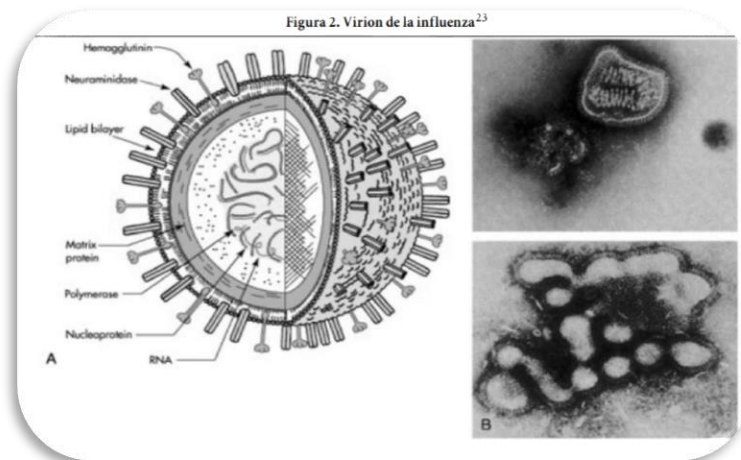 Figura 2. Virion de la influenza23
Hemagglutinin
Neuraminidase
Lipid bilayer
Matrix
protein
Polymerase
Nucleoprotein
RNA
A
B